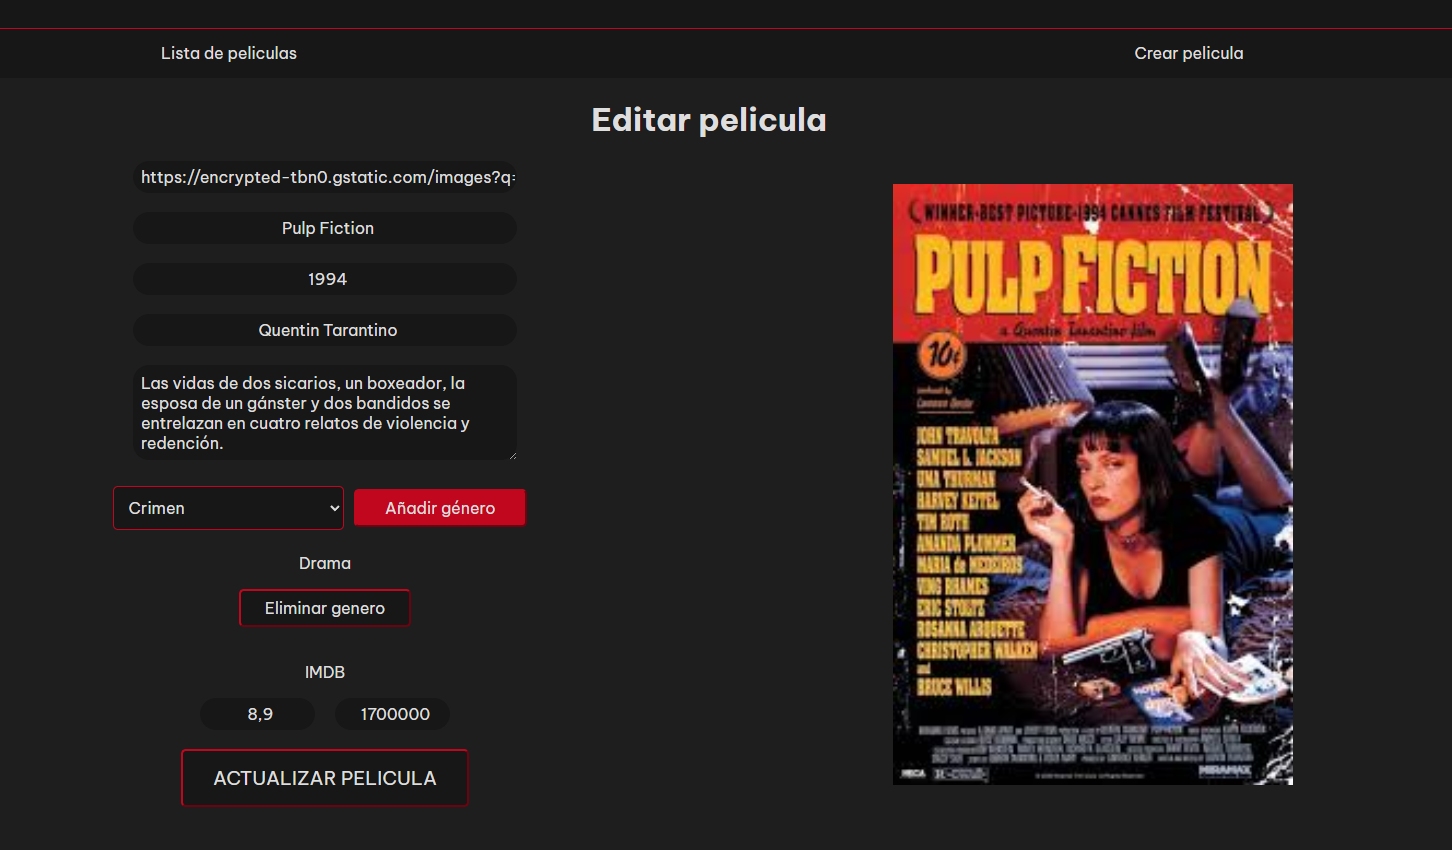 Lista de peliculas
Crear pelicula
Editar pelicula
https://encrypted-tbn0.gstatic.com/images?q=
Pulp Fiction
1994
Quentin Tarantino
Las vidas de dos sicarios, un boxeador, la
esposa de un gánster y dos bandidos se
entrelazan en cuatro relatos de violencia y
redención.
Crimen
Añadir género
Drama
Eliminar genero
IMDB
8,9
1700000
ACTUALIZAR PELICULA
WINNER-BEST PICTURE-1994 CANNES FILM FESTIVAL
PULP FICTION
a Quentin Tarantino film
10¢
JOHN TRAVOLTA
SAMUEL L. JACKSON
UMA THURMAN
HARVEY KEITEL
TIM ROTH
AMANDA PLUMMER
MARIA de MEDEIROS
VING RHAMES
ERIC STOLTZ
ROSANNA ARQUETTE
CHRISTOPHER WALKEN
and
BRUCE WILLIS
MIRAMAX